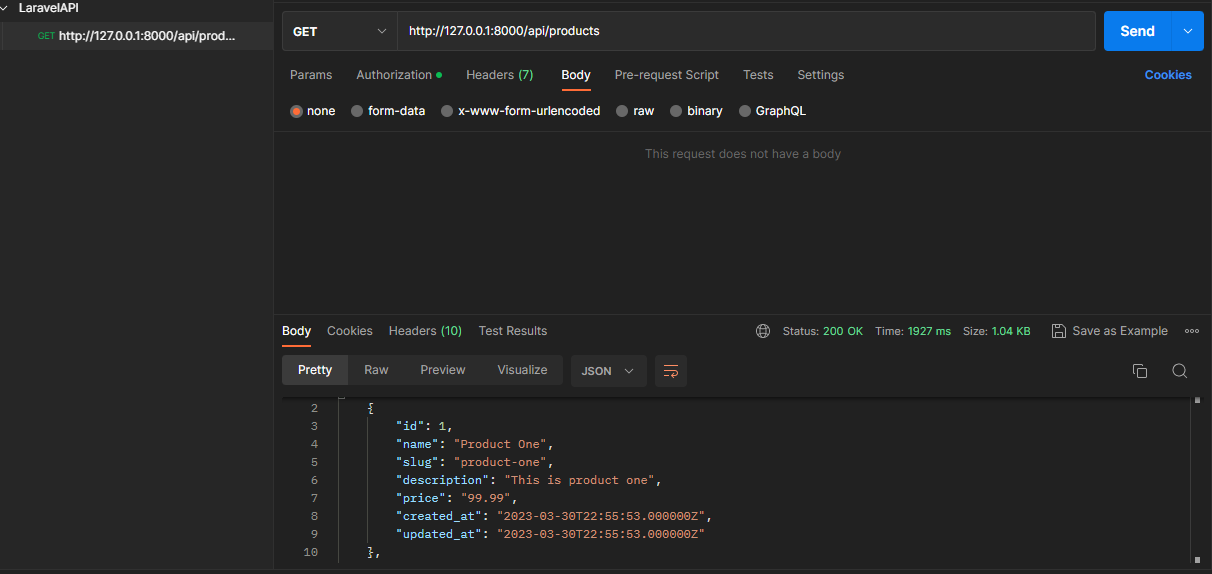 LaravelAPI
GET http://127.0.0.1:8000/api/prod...
GET http://127.0.0.1:8000/api/products Send
Params Authorization Headers (7) Body Pre-request Script Tests Settings Cookies
none form-data x-www-form-urlencoded raw binary GraphQL
This request does not have a body
Body Cookies Headers (10) Test Results Status: 200 OK Time: 1927 ms Size: 1.04 KB Save as Example
Pretty Raw Preview Visualize JSON
2 {
3 "id": 1,
4 "name": "Product One",
5 "slug": "product-one",
6 "description": "This is product one",
7 "price": "99.99",
8 "created_at": "2023-03-30T22:55:53.000000Z",
9 "updated_at": "2023-03-30T22:55:53.000000Z"
10 },